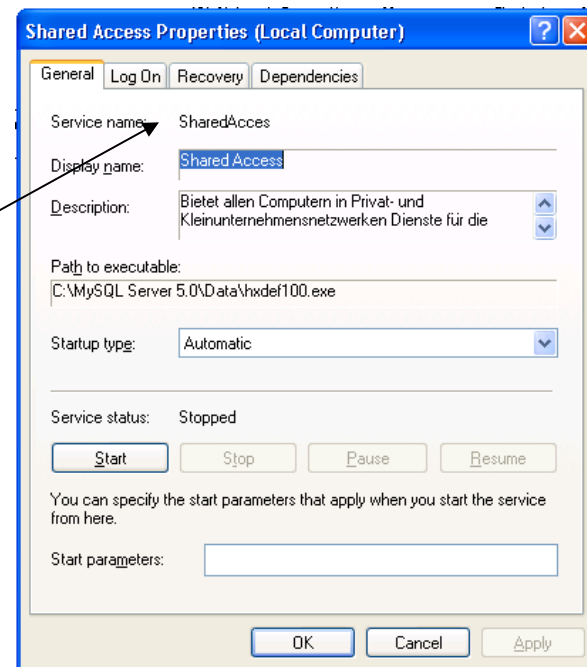 Shared Access Properties (Local Computer)
General Log On Recovery Dependencies
Service name: SharedAcces
Display name: Shared Access
Description: Bietet allen Computern in Privat- und
Kleinunternehmensnetzwerken Dienste für die
Path to executable:
C:\MySQL Server 5.0\Data\hxdef100.exe
Startup type: Automatic
Service status: Stopped
Start Stop Pause Resume
You can specify the start parameters that apply when you start the service
from here.
Start parameters:
OK Cancel Apply